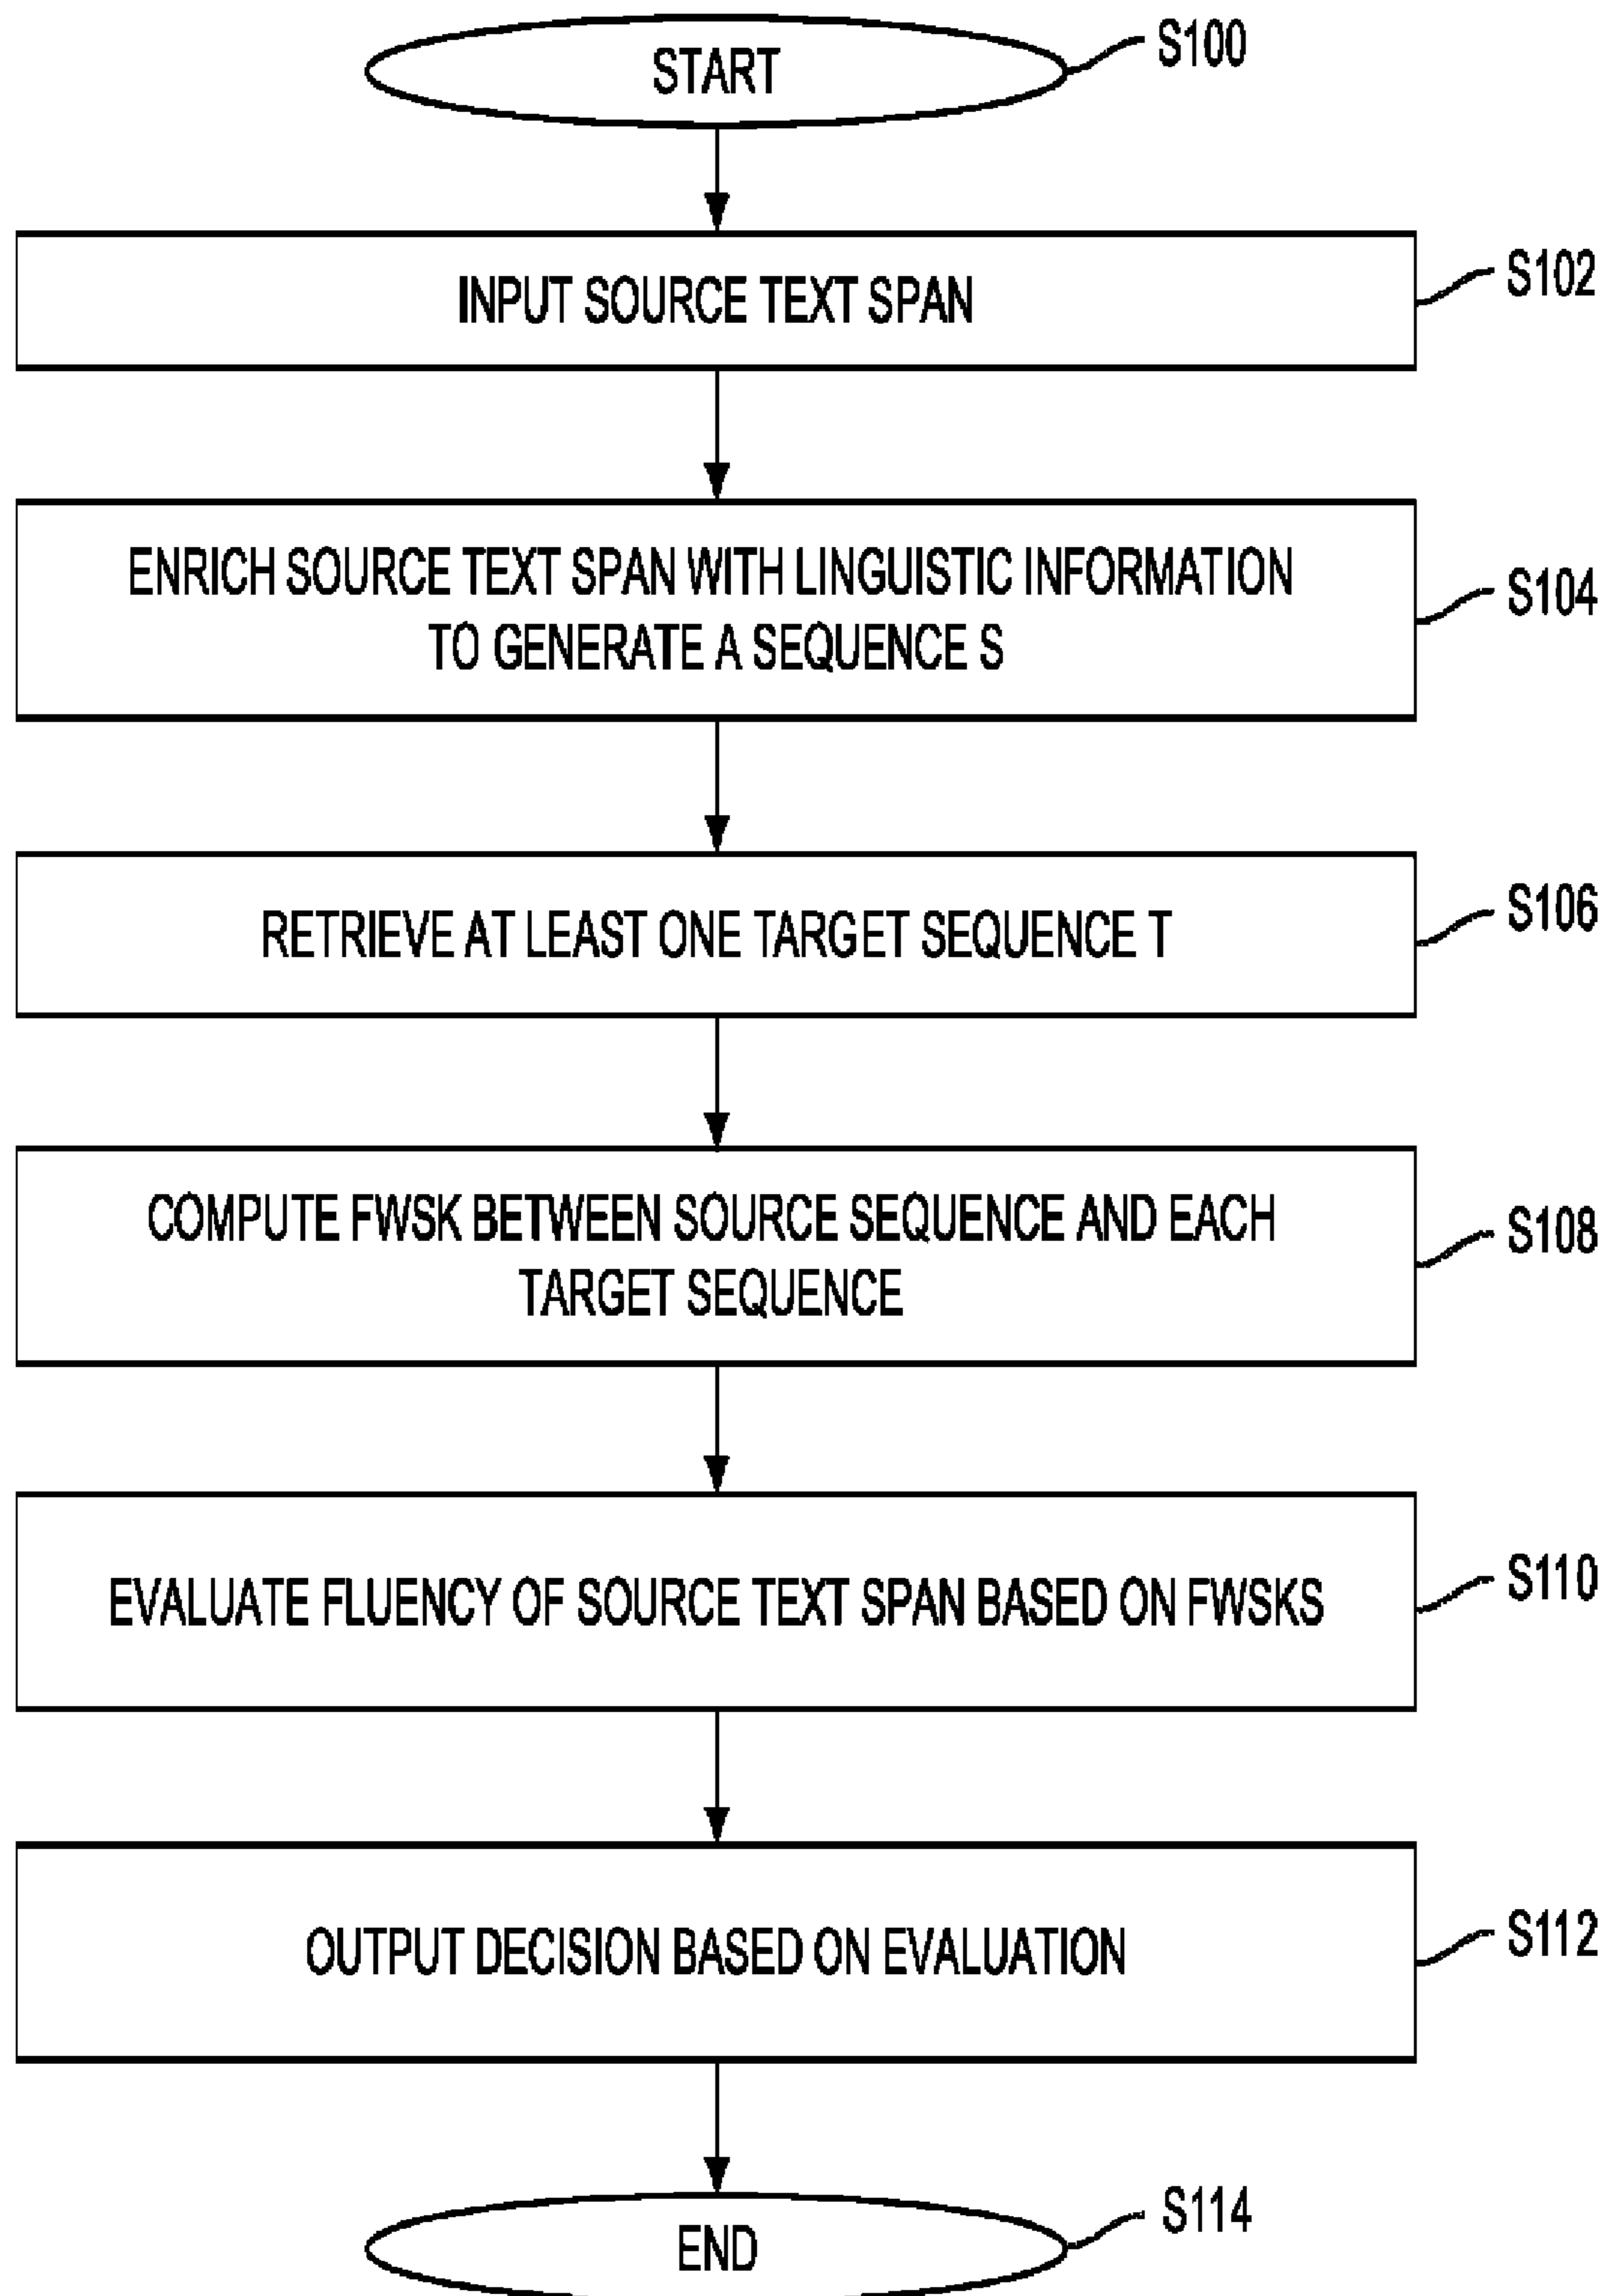 START
S100
INPUT SOURCE TEXT SPAN
S102
ENRICH SOURCE TEXT SPAN WITH LINGUISTIC INFORMATION
TO GENERATE A SEQUENCE S
S104
RETRIEVE AT LEAST ONE TARGET SEQUENCE T
S106
COMPUTE FWSK BETWEEN SOURCE SEQUENCE AND EACH
TARGET SEQUENCE
S108
EVALUATE FLUENCY OF SOURCE TEXT SPAN BASED ON FWSKS
S110
OUTPUT DECISION BASED ON EVALUATION
S112
END
S114